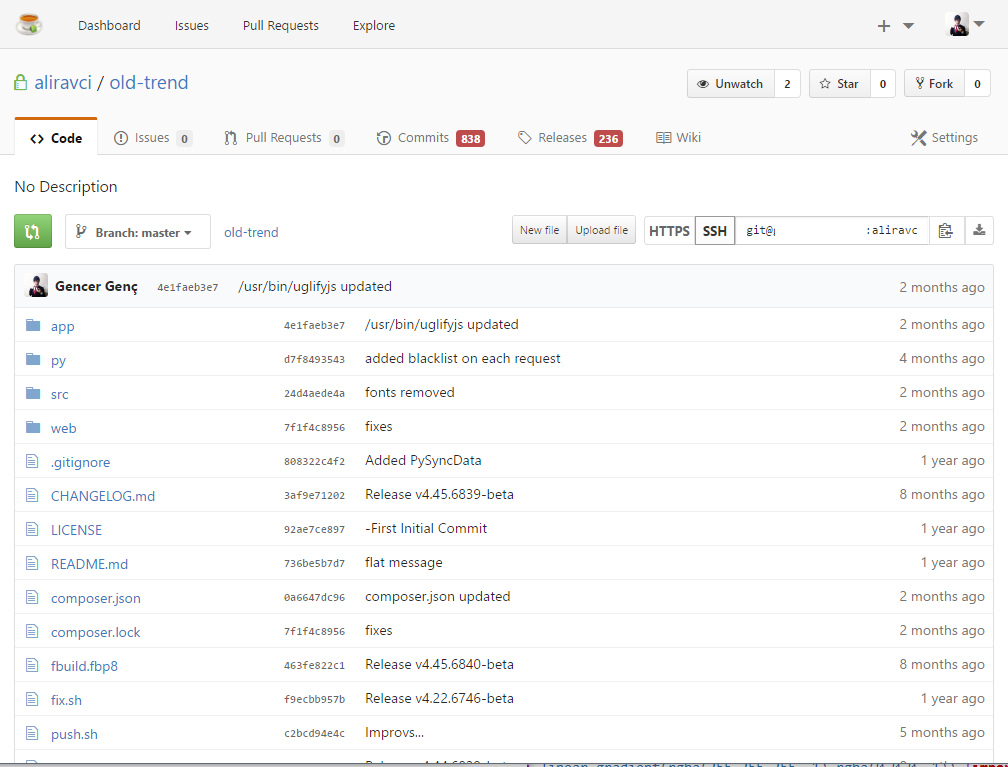 Dashboard Issues Pull Requests Explore
aliravci / old-trend Unwatch 2 Star 0 Fork 0
Code Issues 0 Pull Requests 0 Commits 838 Releases 236 Wiki Settings
No Description
Branch: master old-trend New file Upload file HTTPS SSH git@ :aliravc
Gencer Genç 4e1faeb3e7 /usr/bin/uglifyjs updated 2 months ago
app 4e1faeb3e7 /usr/bin/uglifyjs updated 2 months ago
py d7f8493543 added blacklist on each request 4 months ago
src 24d4aede4a fonts removed 2 months ago
web 7f1f4c8956 fixes 2 months ago
.gitignore 808322c4f2 Added PySyncData 1 year ago
CHANGELOG.md 3af9e71202 Release v4.45.6839-beta 8 months ago
LICENSE 92ae7ce897 -First Initial Commit 1 year ago
README.md 736be5b7d7 flat message 1 year ago
composer.json 0a6647dc96 composer.json updated 2 months ago
composer.lock 7f1f4c8956 fixes 2 months ago
fbuild.fbp8 463fe822c1 Release v4.45.6840-beta 8 months ago
fix.sh f9ecbb957b Release v4.22.6746-beta 1 year ago
push.sh c2bcd94e4c Improvs... 5 months ago